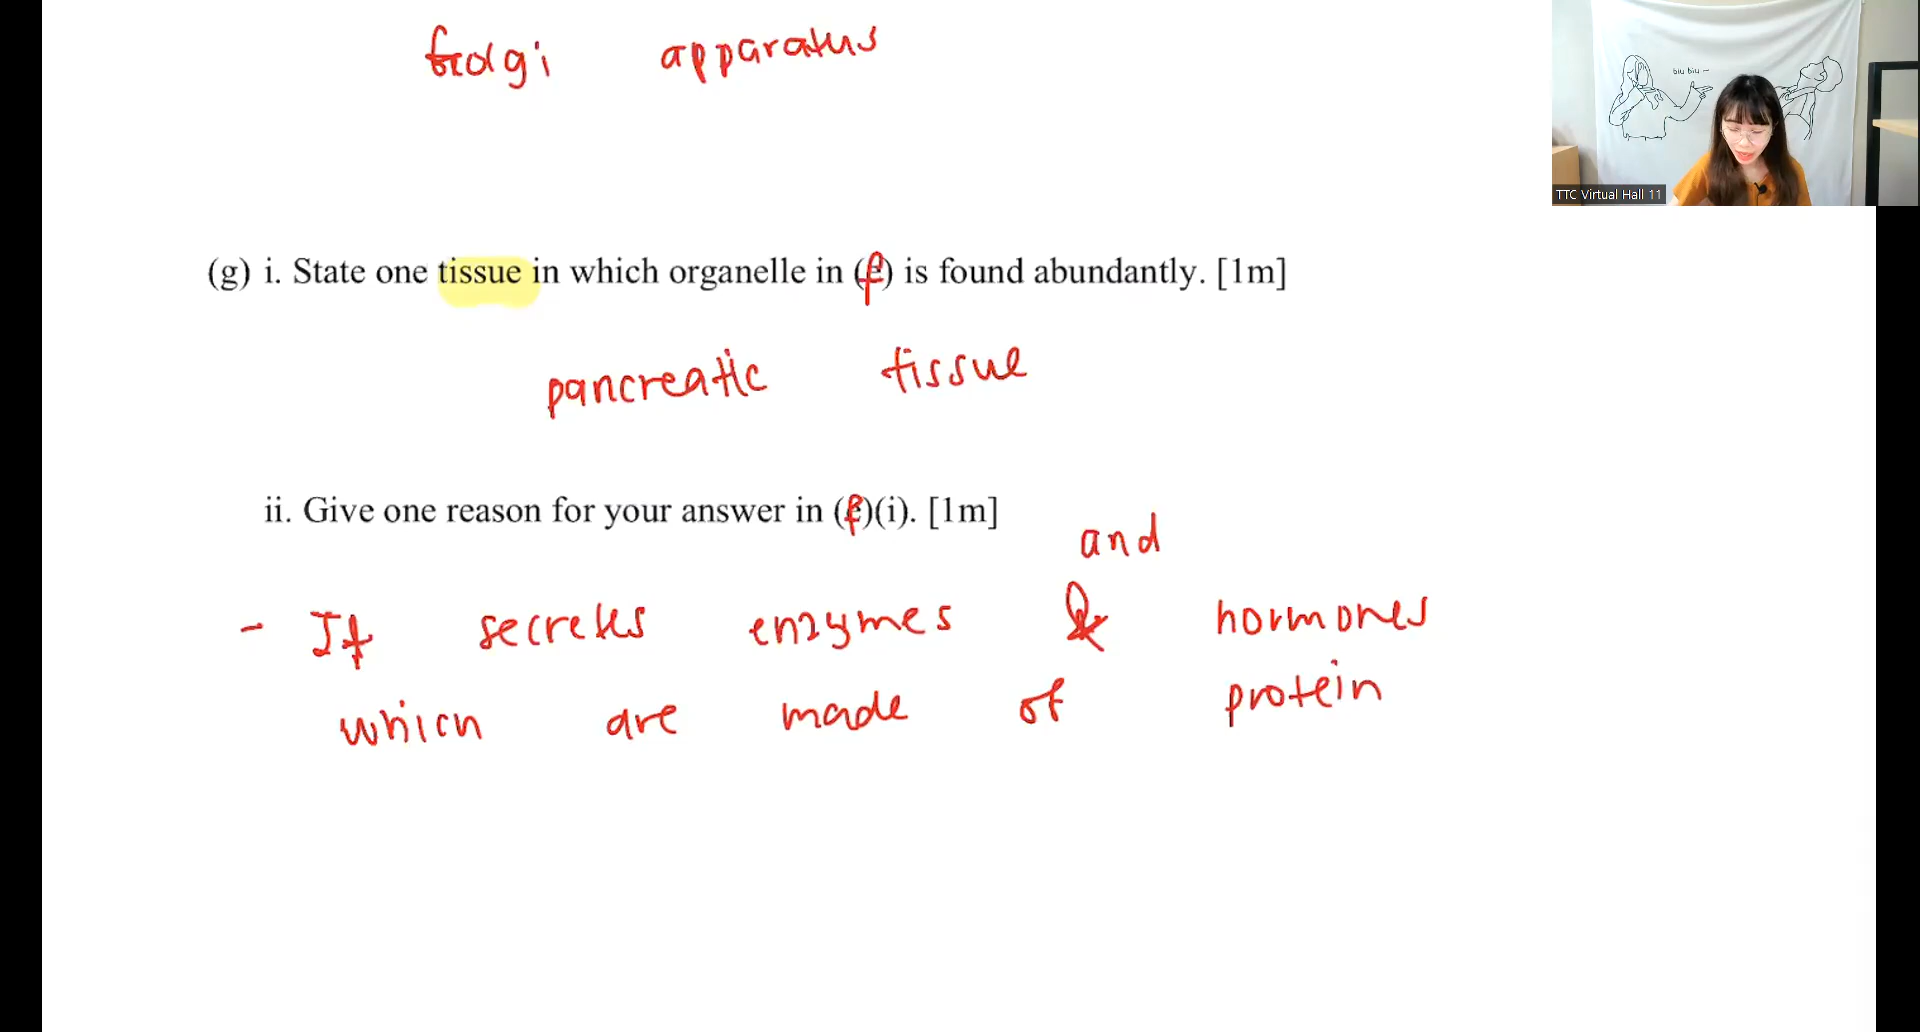 Golgi apparatus
biu biu ~
TTC Virtual Hall 11
(g) i. State one tissue in which organelle in (f) is found abundantly. [1m]
pancreatic tissue
ii. Give one reason for your answer in (f)(i). [1m]
and
- It secretes enzymes & hormones
which are made of protein